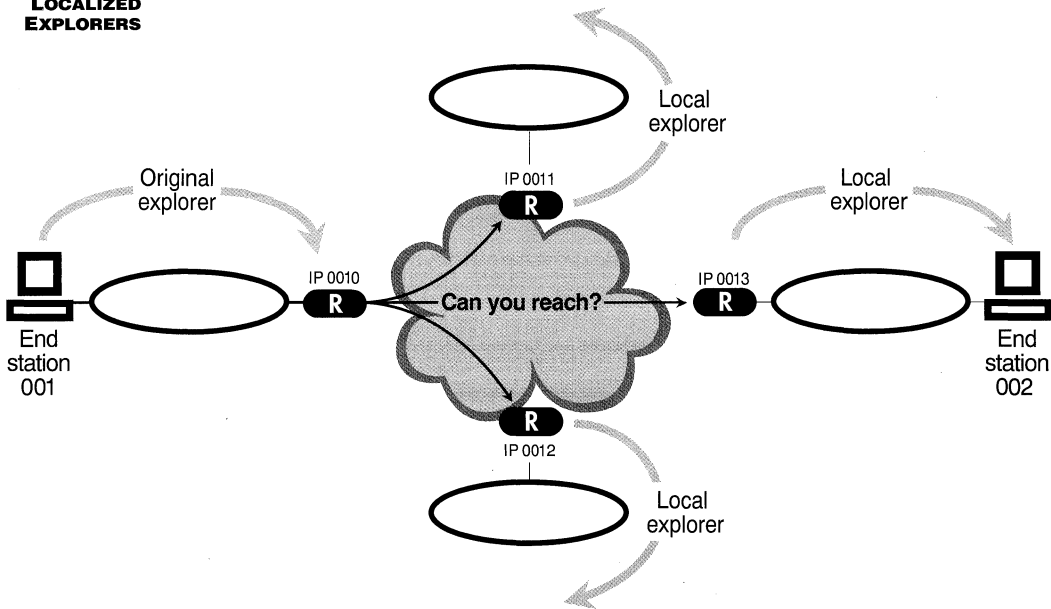 LOCALIZED
EXPLORERS
Local
explorer
Original
explorer
IP 0011
R
Local
explorer
IP 0010
R
Can you reach?
IP 0013
R
End
station
001
End
station
002
R
IP 0012
Local
explorer